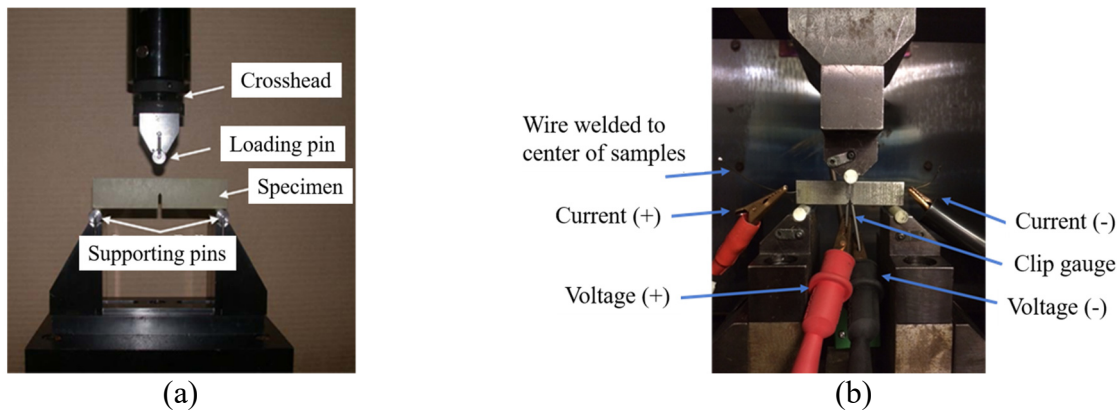 Crosshead
Loading pin
Specimen
Supporting pins
(a)
Wire welded to
center of samples
Current (+)
Voltage (+)
Current (-)
Clip gauge
Voltage (-)
(b)